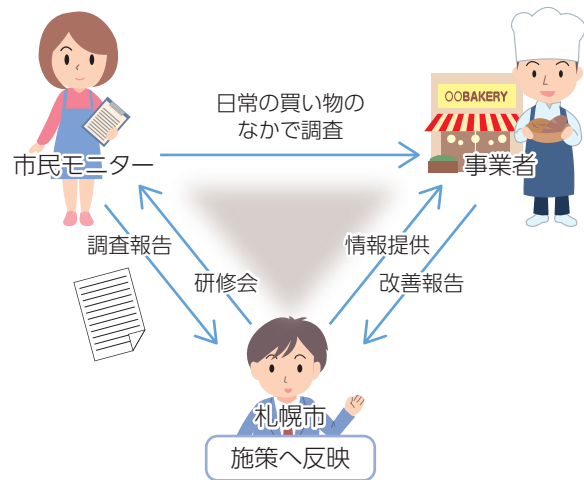 ○○BAKERY
日常の買い物の
なかで調査
市民モニター
事業者
調査報告
研修会
情報提供
改善報告
札幌市
施策へ反映